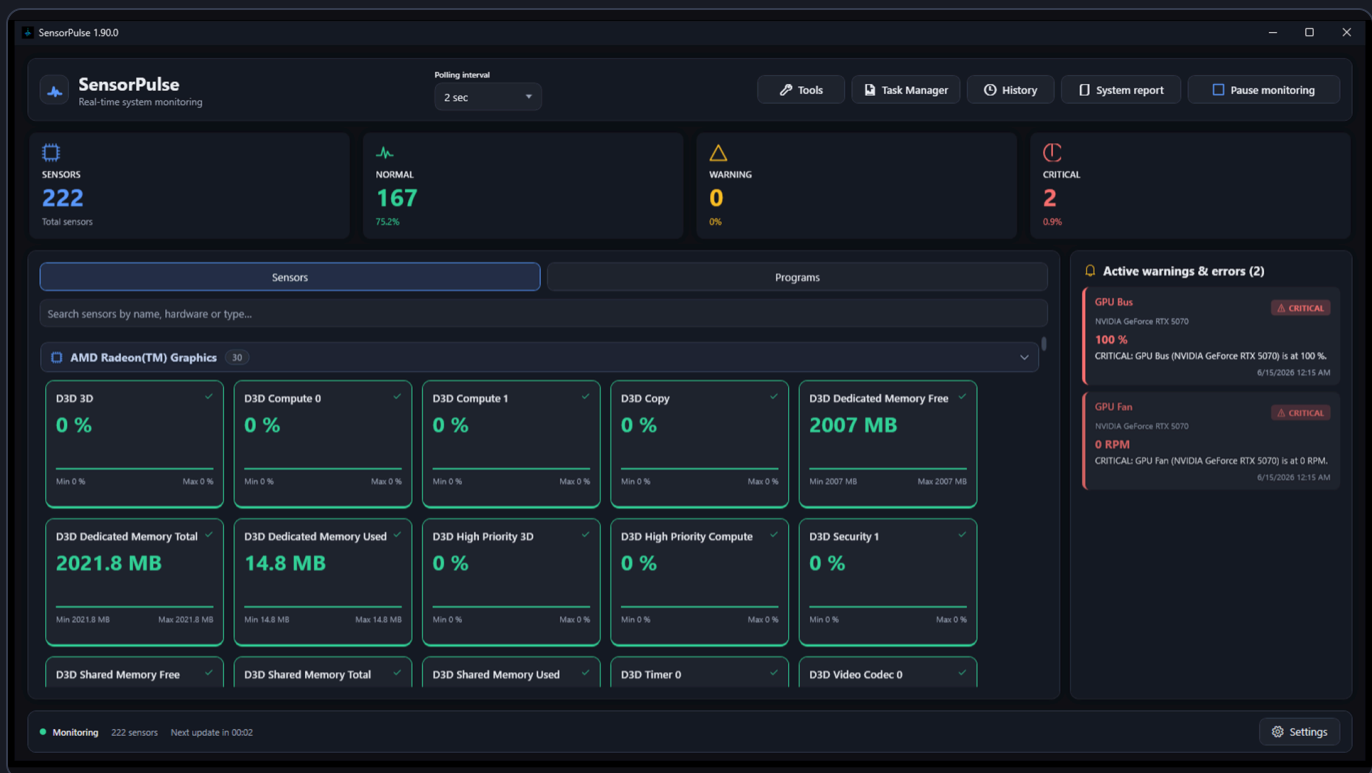 SensorPulse 1.90.0
SensorPulse
Real-time system monitoring
Polling interval
2 sec
Tools
Task Manager
History
System report
Pause monitoring
SENSORS
222
Total sensors
NORMAL
167
75.2%
WARNING
0
0%
CRITICAL
2
0.9%
Sensors
Programs
Search sensors by name, hardware or type...
AMD Radeon(TM) Graphics 30
D3D 3D
0 %
Min 0 % Max 0 %
D3D Compute 0
0 %
Min 0 % Max 0 %
D3D Compute 1
0 %
Min 0 % Max 0 %
D3D Copy
0 %
Min 0 % Max 0 %
D3D Dedicated Memory Free
2007 MB
Min 2007 MB Max 2007 MB
D3D Dedicated Memory Total
2021.8 MB
Min 2021.8 MB Max 2021.8 MB
D3D Dedicated Memory Used
14.8 MB
Min 14.8 MB Max 14.8 MB
D3D High Priority 3D
0 %
Min 0 % Max 0 %
D3D High Priority Compute
0 %
Min 0 % Max 0 %
D3D Security 1
0 %
Min 0 % Max 0 %
D3D Shared Memory Free
D3D Shared Memory Total
D3D Shared Memory Used
D3D Timer 0
D3D Video Codec 0
Active warnings & errors (2)
GPU Bus
CRITICAL
NVIDIA GeForce RTX 5070
100 %
CRITICAL: GPU Bus (NVIDIA GeForce RTX 5070) is at 100 %.
6/15/2026 12:15 AM
GPU Fan
CRITICAL
NVIDIA GeForce RTX 5070
0 RPM
CRITICAL: GPU Fan (NVIDIA GeForce RTX 5070) is at 0 RPM.
6/15/2026 12:15 AM
Monitoring 222 sensors Next update in 00:02
Settings